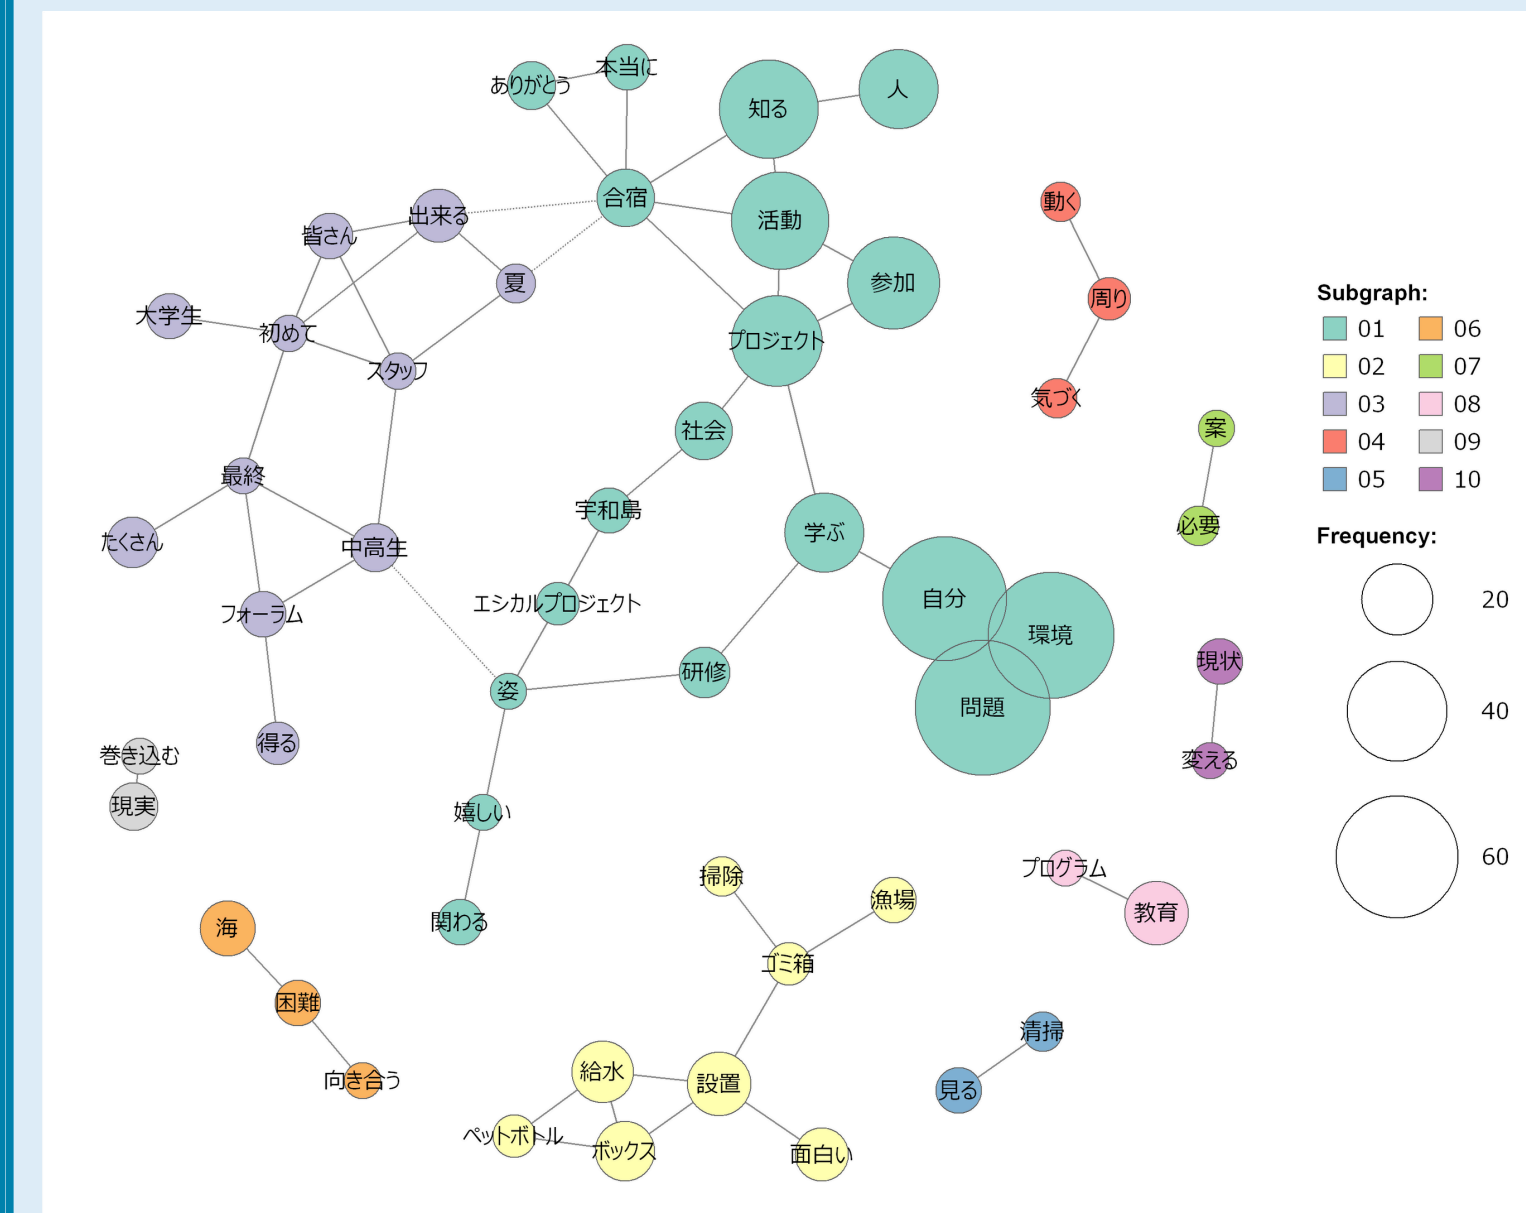 本当に
ありがとう
人
知る
合宿
動く
出来る
活動
皆さん
参加
夏
周り
大学生
初めて
プロジェクト
スタッフ
気づく
社会
案
最終
宇和島
必要
学ぶ
たくさん
中高生
自分
エシカルプロジェクト
フォーラム
環境
現状
研修
姿
問題
得る
巻き込む
変える
現実
嬉しい
プログラム
掃除
漁場
教育
関わる
海
ゴミ箱
困難
清掃
給水
向き合う
設置
見る
ペットボトル
ボックス
面白い
Subgraph:
01 06
02 07
03 08
04 09
05 10
Frequency:
20
40
60